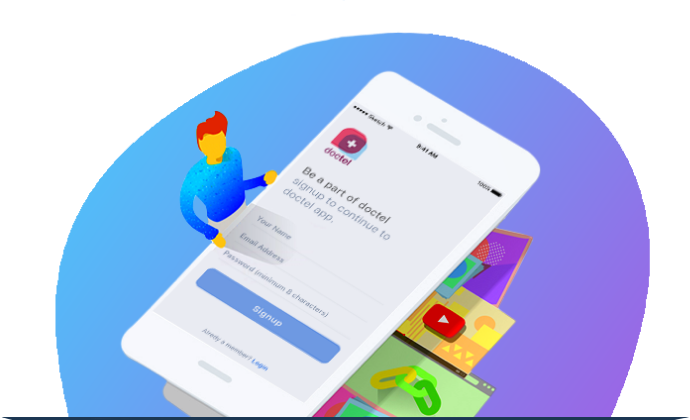 Sketch
9:41 AM
100%
doctel
Be a part of doctel
signup to continue to
doctel app.
Your Name
Email Address
Password (minimum 8 characters)
Signup
Already a member? Login